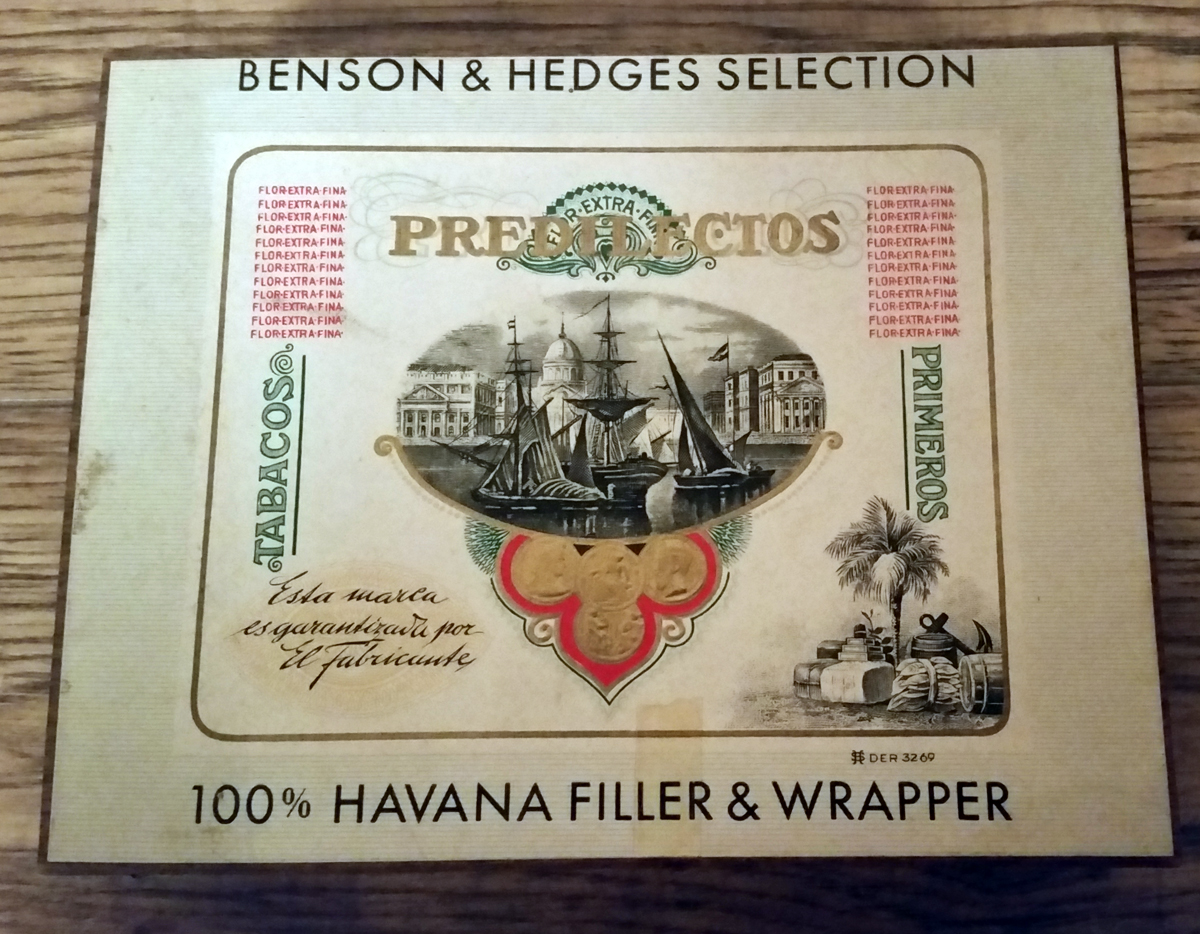 BENSON & HEDGES SELECTION
FLOR·EXTRA·FINA
FLOR·EXTRA·FINA
FLOR·EXTRA·FINA
FLOR·EXTRA·FINA
FLOR·EXTRA·FINA
FLOR·EXTRA·FINA
FLOR·EXTRA·FINA
FLOR·EXTRA·FINA
FLOR·EXTRA·FINA
FLOR·EXTRA·FINA
FLOR·EXTRA·FINA
FLOR·EXTRA·FINA
FLOR·EXTRA·FINA
PREDILECTOS
FLOR·EXTRA·FINA
FLOR·EXTRA·FINA
FLOR·EXTRA·FINA
FLOR·EXTRA·FINA
FLOR·EXTRA·FINA
FLOR·EXTRA·FINA
FLOR·EXTRA·FINA
FLOR·EXTRA·FINA
FLOR·EXTRA·FINA
FLOR·EXTRA·FINA
FLOR·EXTRA·FINA
FLOR·EXTRA·FINA
TABACOS
PRIMEROS
Esta marca
es garantizada por
El Fabricante
DER 3269
100% HAVANA FILLER & WRAPPER